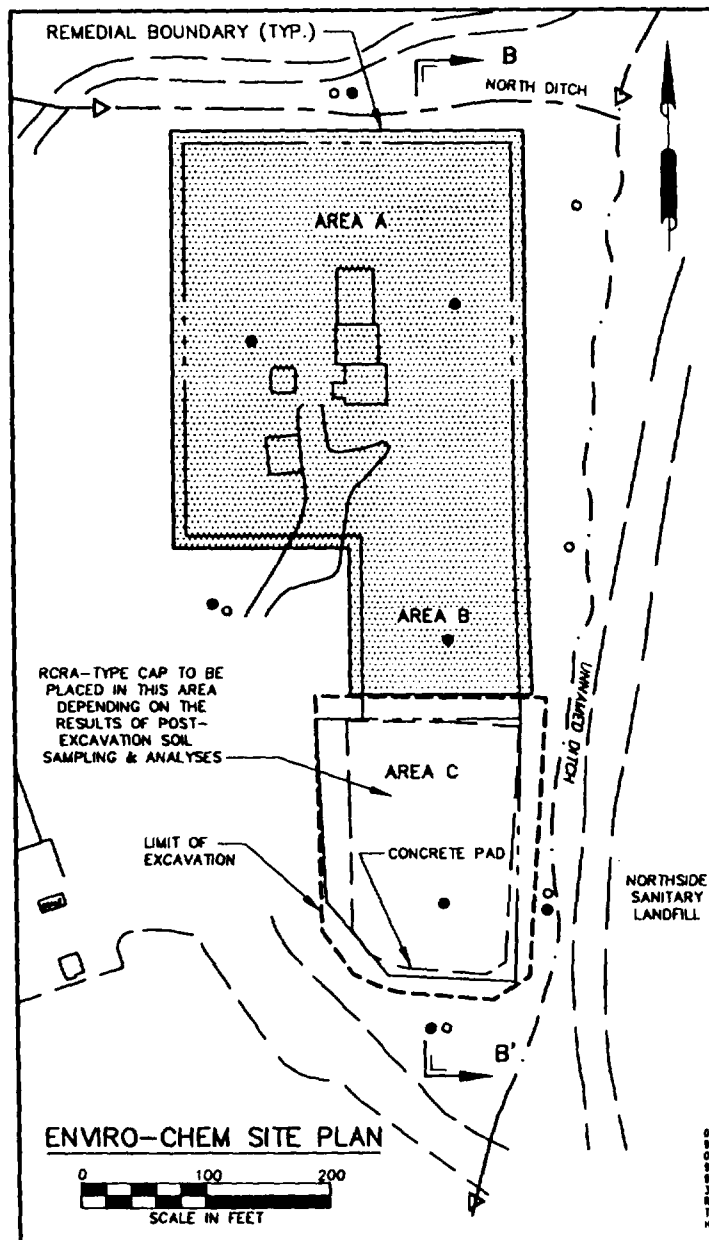 REMEDIAL BOUNDARY (TYP.)
B
NORTH DITCH
AREA A
AREA B
RCRA-TYPE CAP TO BE
PLACED IN THIS AREA
DEPENDING ON THE
RESULTS OF POST-
EXCAVATION SOIL
SAMPLING & ANALYSES
AREA C
UNNAMED DITCH
LIMIT OF
EXCAVATION
CONCRETE PAD
NORTHSIDE
SANITARY
LANDFILL
B'
ENVIRO-CHEM SITE PLAN
0 100 200
SCALE IN FEET